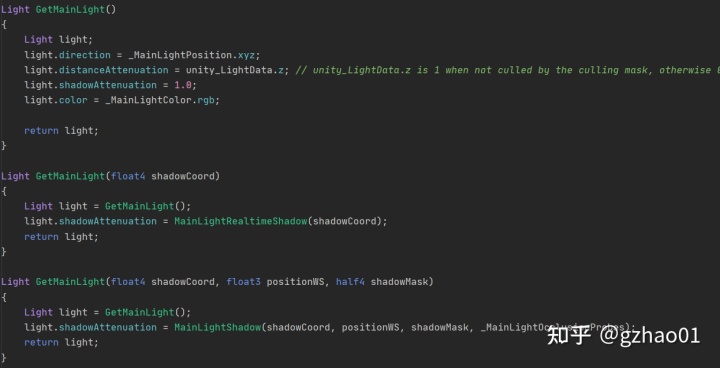 Light GetMainLight()
{
Light light;
light.direction = _MainLightPosition.xyz;
light.distanceAttenuation = unity_LightData.z; // unity_LightData.z is 1 when not culled by the culling mask, otherwise
light.shadowAttenuation = 1.0;
light.color = _MainLightColor.rgb;
return light;
}
Light GetMainLight(float4 shadowCoord)
{
Light light = GetMainLight();
light.shadowAttenuation = MainLightRealtimeShadow(shadowCoord);
return light;
}
Light GetMainLight(float4 shadowCoord, float3 positionWS, half4 shadowMask)
{
Light light = GetMainLight();
light.shadowAttenuation = MainLightShadow(shadowCoord, positionWS, shadowMask, _MainLightOcclusionProbes);
return light;
}
知乎 @gzhao01